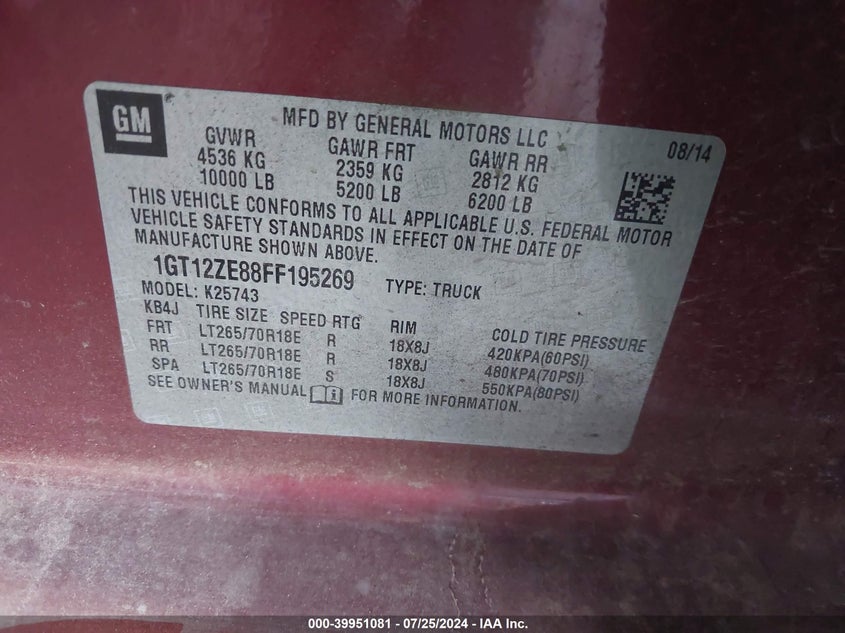 GM
MFD BY GENERAL MOTORS LLC
08/14
GVWR GAWR FRT GAWR RR
4536 KG 2359 KG 2812 KG
10000 LB 5200 LB 6200 LB
THIS VEHICLE CONFORMS TO ALL APPLICABLE U.S. FEDERAL MOTOR
VEHICLE SAFETY STANDARDS IN EFFECT ON THE DATE OF
MANUFACTURE SHOWN ABOVE.
1GT12ZE88FF195269 TYPE: TRUCK
MODEL: K25743
KB4J TIRE SIZE SPEED RTG RIM COLD TIRE PRESSURE
FRT LT265/70R18E R 18X8J 420KPA(60PSI)
RR LT265/70R18E R 18X8J 480KPA(70PSI)
SPA LT265/70R18E S 18X8J 550KPA(80PSI)
SEE OWNER'S MANUAL FOR MORE INFORMATION.
000-39951081 / 07/25/2024 - IAA Inc.